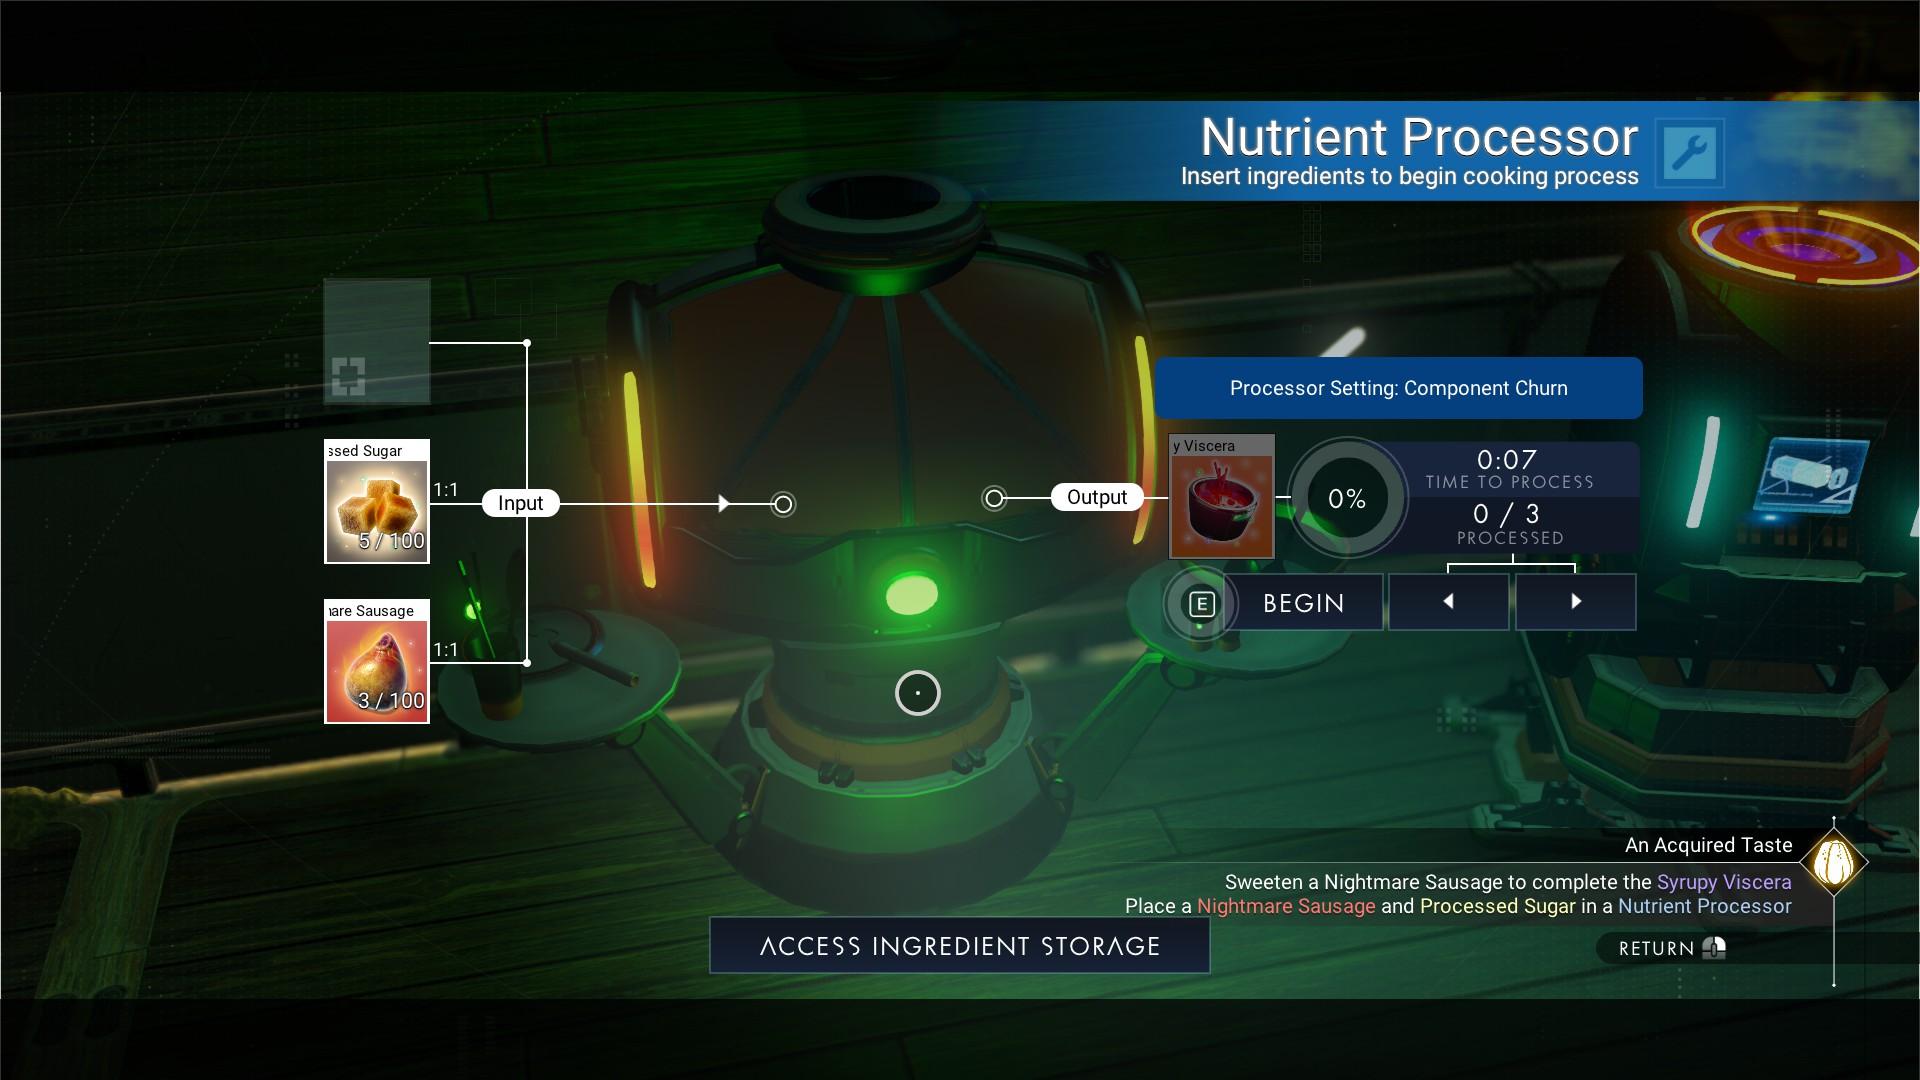 Nutrient Processor
Insert ingredients to begin cooking process
Processor Setting: Component Churn
ssed Sugar
1:1
5 / 100
Input
Output
y Viscera
0%
0:07
TIME TO PROCESS
0 / 3
PROCESSED
E
BEGIN
are Sausage
1:1
3 / 100
An Acquired Taste
Sweeten a Nightmare Sausage to complete the Syrupy Viscera
Place a Nightmare Sausage and Processed Sugar in a Nutrient Processor
ACCESS INGREDIENT STORAGE
RETURN